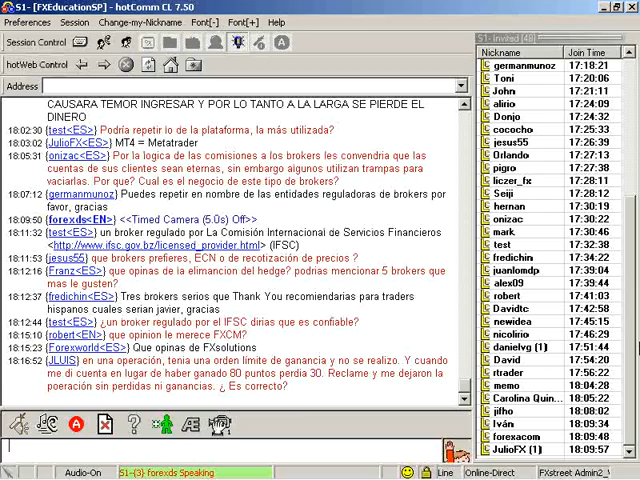 S1- [FXEducationSP] - hotComm CL 7.50
Preferences Session Change-my-Nickname Font[-] Font[+] Help
Session Control
hotWeb Control
Address
CAUSARA TEMOR INGRESAR Y POR LO TANTO A LA LARGA SE PIERDE EL
DINERO
18:02:30 {test<ES>} Podría repetir lo de la plataforma, la más utilizada?
18:03:02 {JulioFX<ES>} MT4 = Metatrader
18:05:31 {onizac<ES>} Por la logica de las comisiones a los brokers les convendria que las
cuentas de sus clientes sean eternas, sin embargo algunos utilizan trampas para
vaciarlas. Por que? Cual es el negocio de este tipo de brokers?
18:07:12 {germanmunoz} Puedes repetir en nombre de las entidades reguladoras de brokers por
favor, gracias
18:09:50 {forexds<EN>} <<Timed Camera (5.0s) Off>>
18:11:32 {test<ES>} un broker regulado por La Comisión Internacional de Servicios Financieros
<http://www.ifsc.gov.bz/licensed_provider.html> (IFSC)
18:11:53 {jesus55} que brokers prefieres, ECN o de recotización de precios ?
18:12:16 {Franz<ES>} que opinas de la elimancion del hedge? podrias mencionar 5 brokers que
mas le gusten?
18:12:37 {fredichin<ES>} Tres brokers serios que Thank You recomendarias para traders
hispanos cuales serian javier, gracias
18:12:44 {test<ES>} ¿un broker regulado por el IFSC dirias que es confiable?
18:15:10 {robert<EN>} que opinion le merece FXCM?
18:15:23 {Forexworld<ES>} Que opinas de FXsolutions
18:16:52 {JLUIS} en una operación, tenia una orden límite de ganancia y no se realizo. Y cuando
me di cuenta en lugar de haber ganado 80 puntos perdia 30. Reclame y me dejaron la
poeración sin perdidas ni ganancias. ¿ Es correcto?
S1- Invited [48]
Nickname Join Time
germanmunoz 17:18:21
Toni 17:20:06
John 17:21:11
alirio 17:24:09
Donjo 17:24:32
cococho 17:25:33
jesus55 17:26:39
Orlando 17:27:13
pigro 17:27:38
liczer_fx 17:27:51
Seiji 17:28:12
hernan 17:30:19
onizac 17:30:22
mark 17:30:46
test 17:32:38
fredichin 17:34:22
juanlomdp 17:39:04
alex09 17:39:44
robert 17:41:03
Davidtc 17:42:58
newidea 17:45:15
nicolirio 17:46:29
danielvg (1) 17:51:44
David 17:54:20
rtrader 17:56:22
memo 18:04:28
Carolina Quin... 18:05:22
jifho 18:08:02
Iván 18:09:34
forexacom 18:09:48
JulioFX (1) 18:09:57
Audio-On S1-{3} forexds Speaking Line Online-Direct FXstreet Admin2_